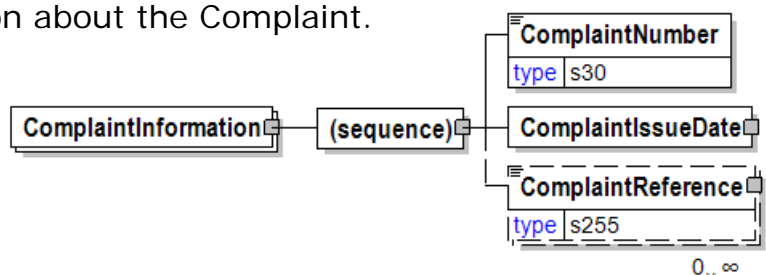 on about the Complaint.
ComplaintNumber
type s30
ComplaintInformation
(sequence)
ComplaintIssueDate
ComplaintReference
type s255
0.. ∞